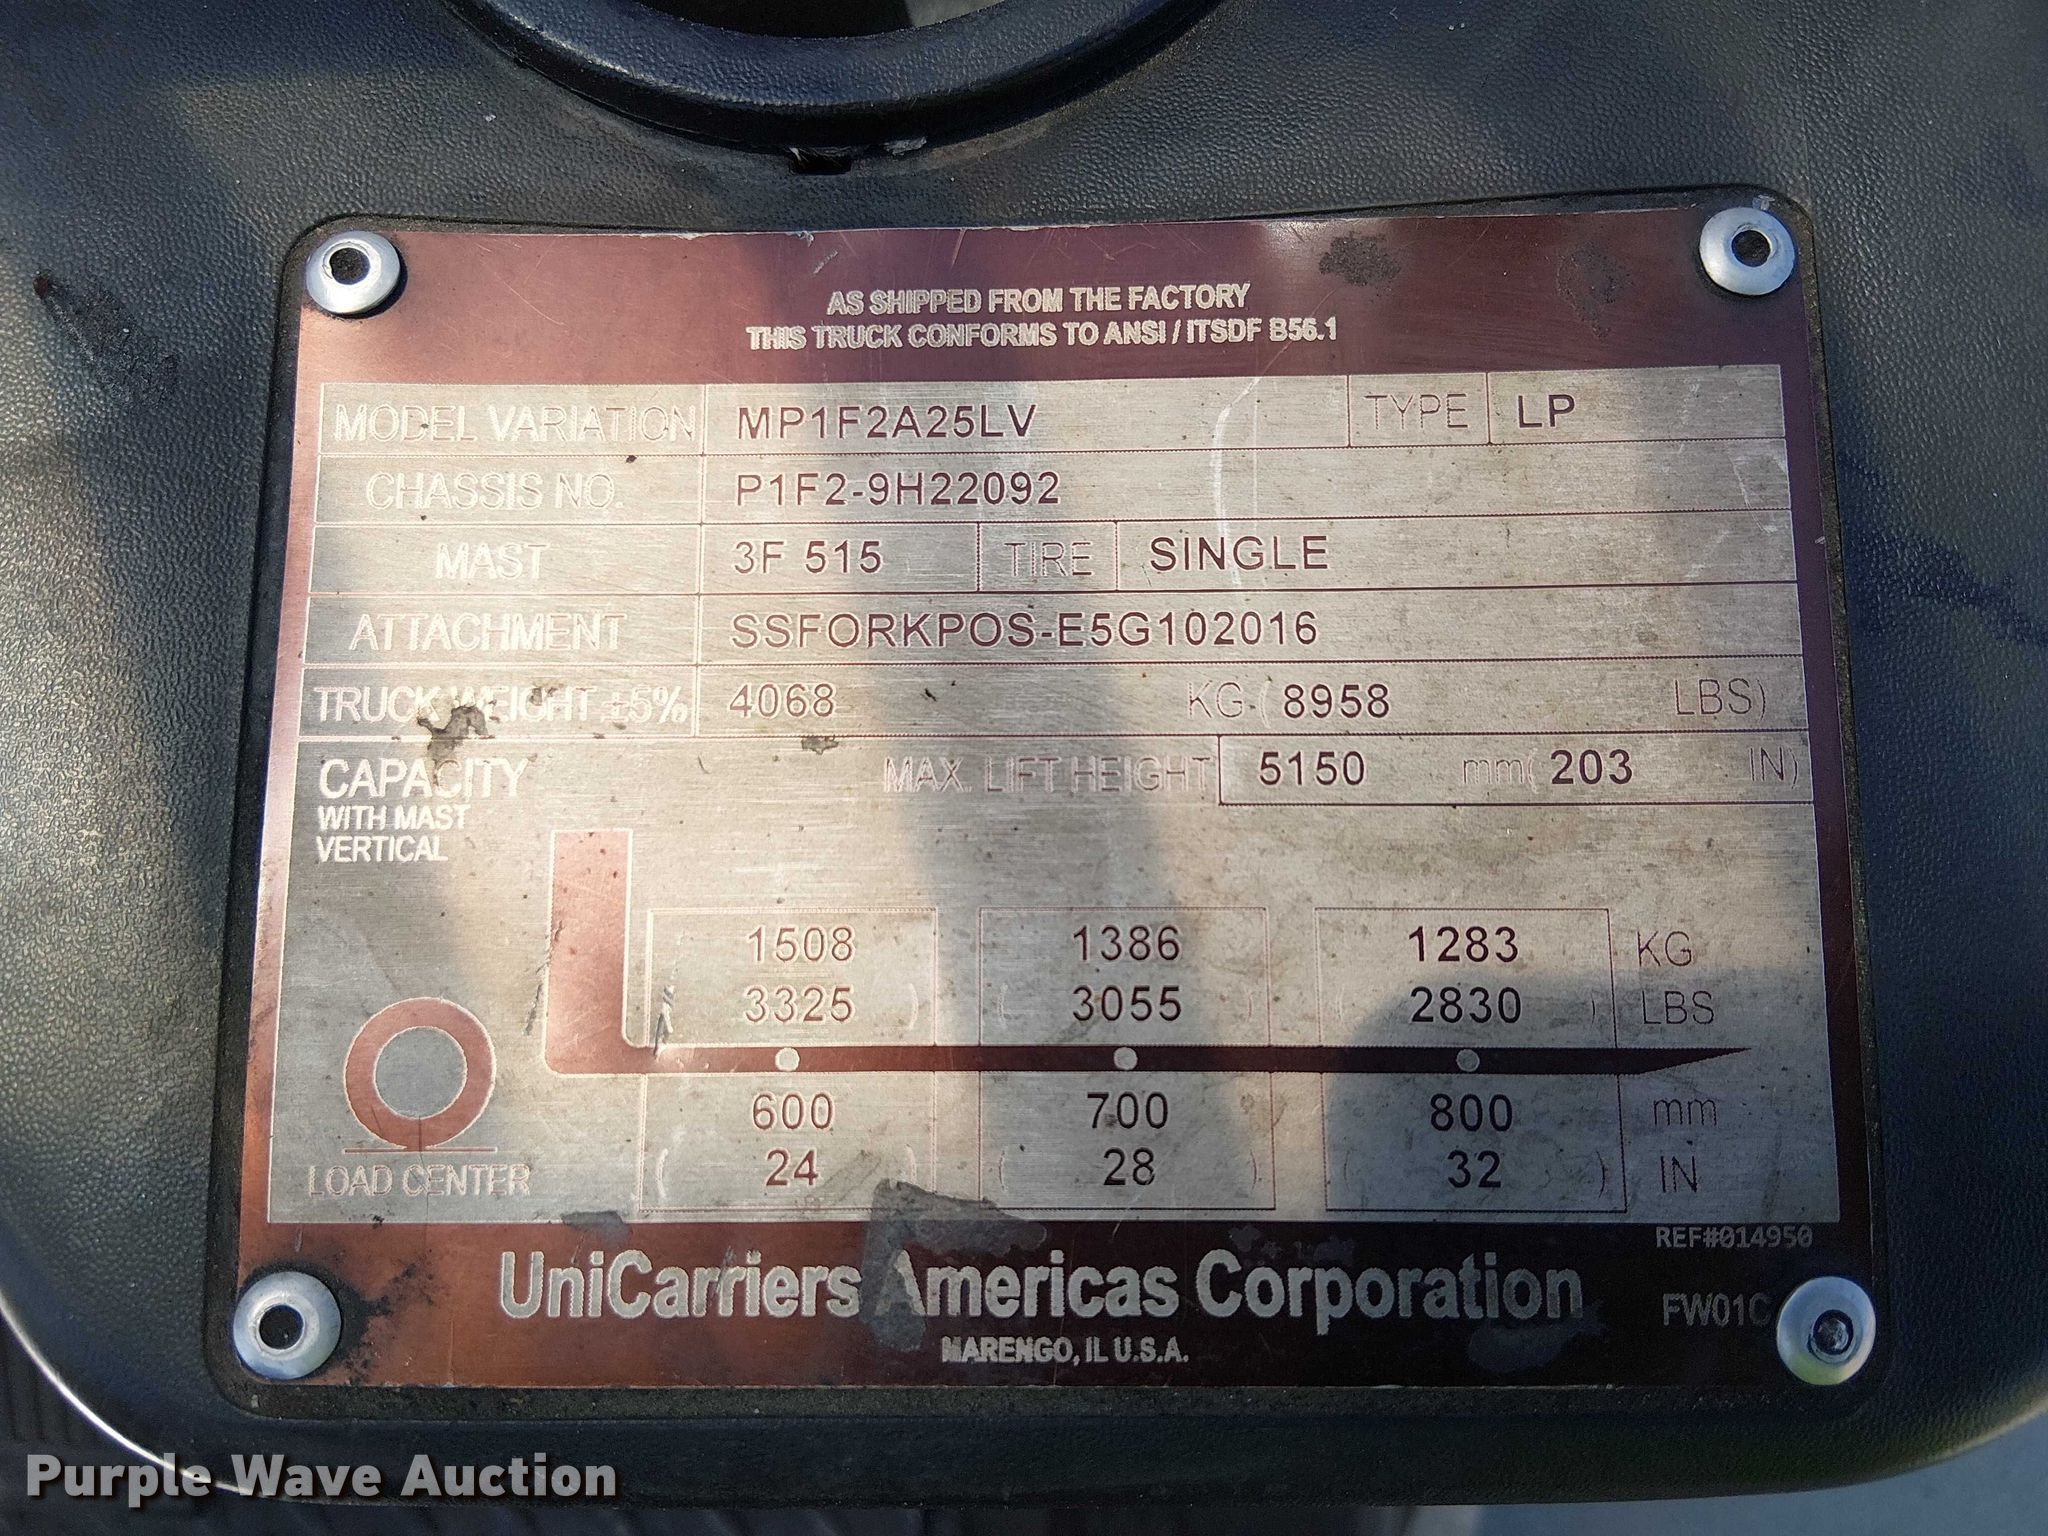 AS SHIPPED FROM THE FACTORY
THIS TRUCK CONFORMS TO ANSI / ITSDF B56.1
MODEL VARIATION MP1F2A25LV TYPE LP
CHASSIS NO. P1F2-9H22092
MAST 3F 515 TIRE SINGLE
ATTACHMENT SSFORKPOS-E5G102016
TRUCK WEIGHT ±5% 4068 KG ( 8958 LBS)
CAPACITY MAX. LIFT HEIGHT 5150 mm( 203 IN)
WITH MAST
VERTICAL
1508 1386 1283 KG
( 3325 ) ( 3055 ) ( 2830 ) LBS
600 700 800 mm
( 24 ) ( 28 ) ( 32 ) IN
LOAD CENTER
REF#014950
UniCarriers Americas Corporation
FW01C
MARENGO, IL U.S.A.
Purple Wave Auction